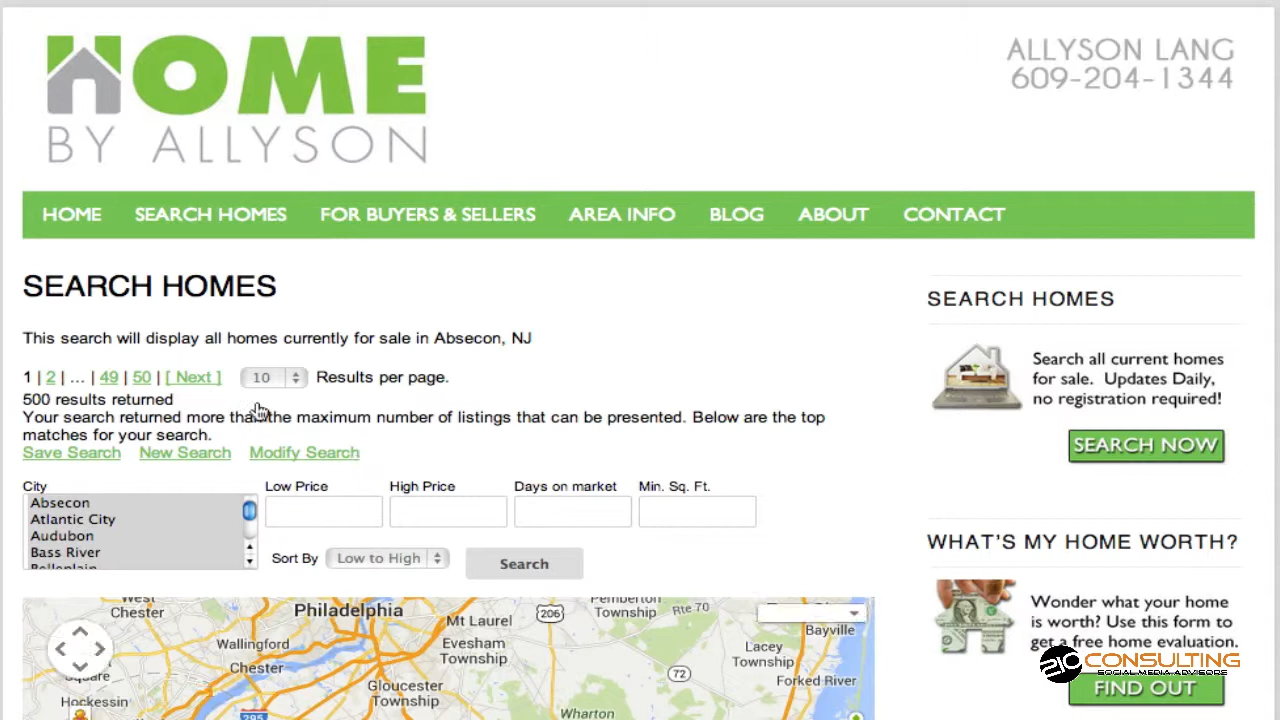 HOME
BY ALLYSON
ALLYSON LANG
609-204-1344
HOME SEARCH HOMES FOR BUYERS & SELLERS AREA INFO BLOG ABOUT CONTACT
SEARCH HOMES
This search will display all homes currently for sale in Absecon, NJ
1 | 2 | ... | 49 | 50 | [ Next ] 10 Results per page.
500 results returned
Your search returned more than the maximum number of listings that can be presented. Below are the top
matches for your search.
Save Search New Search Modify Search
City Low Price High Price Days on market Min. Sq. Ft.
Absecon
Atlantic City
Audubon
Bass River
Belleplain
Sort By Low to High Search
West
Chester
Philadelphia
206
Pemberton
Township
Rte 70
Mt Laurel
Bayville
Wallingford
Evesham
Township
Lacey
Township
Chester
72
Forked River
Square
Gloucester
Township
Hockessin
295
Wharton
SEARCH HOMES
Search all current homes
for sale. Updates Daily,
no registration required!
SEARCH NOW
WHAT'S MY HOME WORTH?
Wonder what your home
is worth? Use this form to
get a free home evaluation.
CONSULTING
SOCIAL MEDIA ADVISORS
FIND OUT